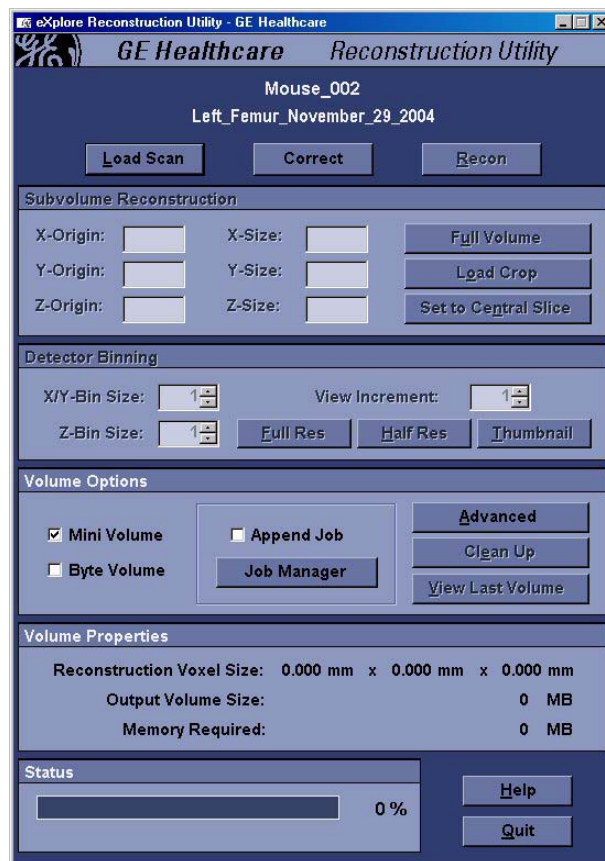 eXplore Reconstruction Utility - GE Healthcare
GE Healthcare Reconstruction Utility
Mouse_002
Left_Femur_November_29_2004
Load Scan Correct Recon
Subvolume Reconstruction
X-Origin: X-Size: Full Volume
Y-Origin: Y-Size: Load Crop
Z-Origin: Z-Size: Set to Central Slice
Detector Binning
X/Y-Bin Size: 1 View Increment: 1
Z-Bin Size: 1 Full Res Half Res Thumbnail
Volume Options
Mini Volume Append Job Advanced
Byte Volume Job Manager Clean Up
View Last Volume
Volume Properties
Reconstruction Voxel Size: 0.000 mm x 0.000 mm x 0.000 mm
Output Volume Size: 0 MB
Memory Required: 0 MB
Status
0 %
Help
Quit